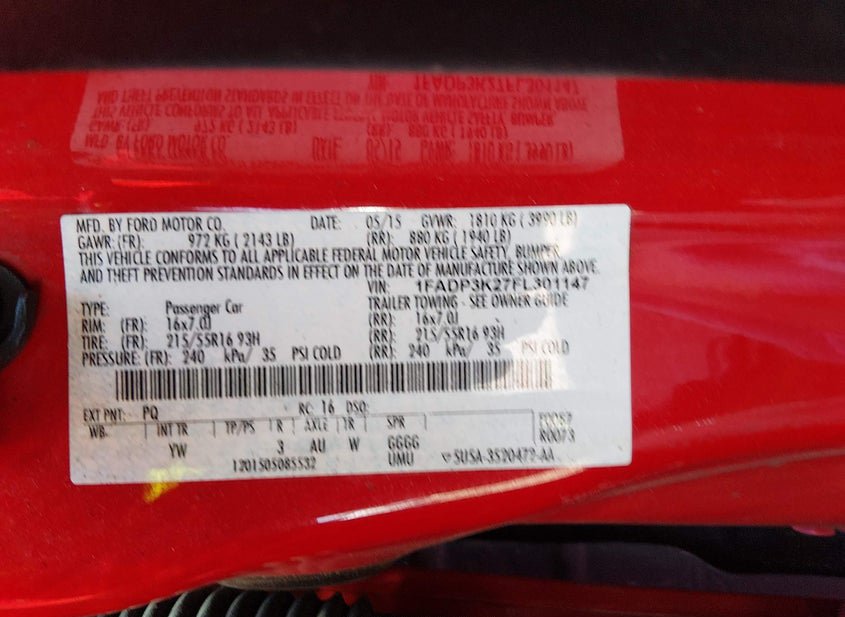 MFD. BY FORD MOTOR CO. DATE: 05/15 GVWR: 1810 KG ( 3990 LB)
GAWR: (FR): 972 KG ( 2143 LB) (RR): 880 KG ( 1940 LB)
THIS VEHICLE CONFORMS TO ALL APPLICABLE FEDERAL MOTOR VEHICLE SAFETY, BUMPER,
AND THEFT PREVENTION STANDARDS IN EFFECT ON THE DATE OF MANUFACTURE SHOWN ABOVE.
VIN: 1FADP3K27FL301147
TYPE: Passenger Car TRAILER TOWING - SEE OWNER GUIDE
RIM: (FR): 16x7.0J (RR): 16x7.0J
TIRE: (FR): 215/55R16 93H (RR): 215/55R16 93H
PRESSURE: (FR): 240 kPa/ 35 PSI COLD (RR): 240 kPa/ 35 PSI COLD
EXT PNT: PQ RC: 16 DSO:
WB INT TR TP/PS R AXLE TR SPR
YW 3 AU W GGGG R0073
1201505085532 UMU 5U5A-3520472-AA